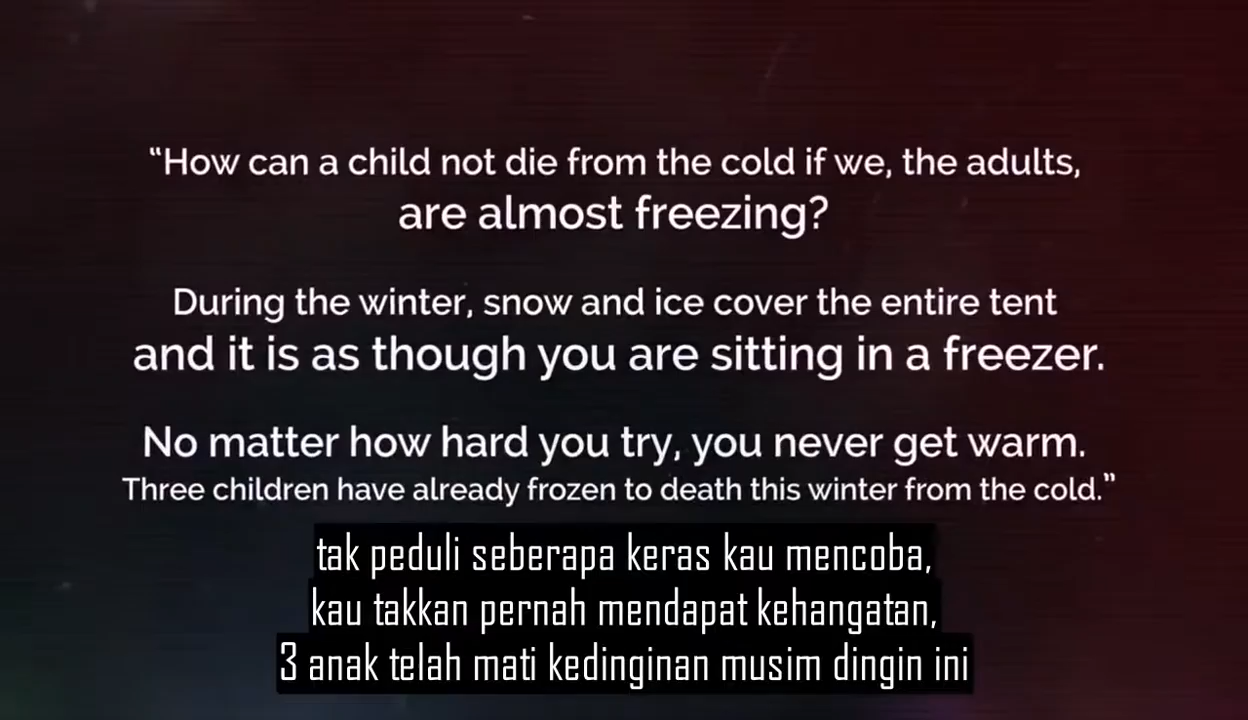 “How can a child not die from the cold if we, the adults,
are almost freezing?
During the winter, snow and ice cover the entire tent
and it is as though you are sitting in a freezer.
No matter how hard you try, you never get warm.
Three children have already frozen to death this winter from the cold.”
tak peduli seberapa keras kau mencoba,
kau takkan pernah mendapat kehangatan,
3 anak telah mati kedinginan musim dingin ini